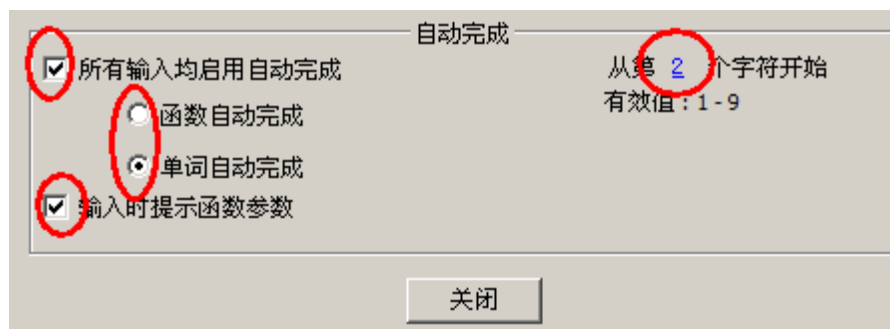 自动完成
所有输入均启用自动完成
从第 2 个字符开始
有效值：1-9
函数自动完成
单词自动完成
输入时提示函数参数
关闭